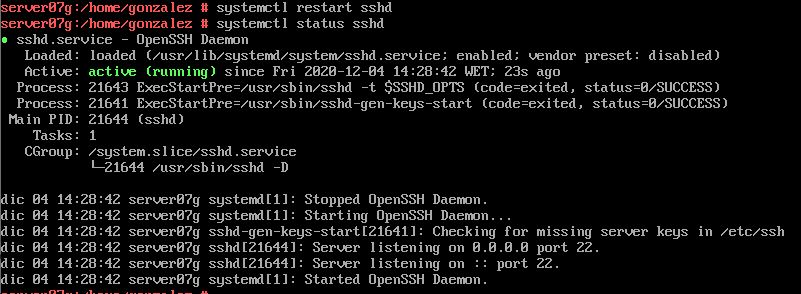 server07g:/home/gonzalez # systemctl restart sshd
server07g:/home/gonzalez # systemctl status sshd
● sshd.service - OpenSSH Daemon
   Loaded: loaded (/usr/lib/systemd/system/sshd.service; enabled; vendor preset: disabled)
   Active: active (running) since Fri 2020-12-04 14:28:42 WET; 23s ago
  Process: 21643 ExecStartPre=/usr/sbin/sshd -t $SSHD_OPTS (code=exited, status=0/SUCCESS)
  Process: 21641 ExecStartPre=/usr/sbin/sshd-gen-keys-start (code=exited, status=0/SUCCESS)
 Main PID: 21644 (sshd)
    Tasks: 1
   CGroup: /system.slice/sshd.service
           └─21644 /usr/sbin/sshd -D
dic 04 14:28:42 server07g systemd[1]: Stopped OpenSSH Daemon.
dic 04 14:28:42 server07g systemd[1]: Starting OpenSSH Daemon...
dic 04 14:28:42 server07g sshd-gen-keys-start[21641]: Checking for missing server keys in /etc/ssh
dic 04 14:28:42 server07g sshd[21644]: Server listening on 0.0.0.0 port 22.
dic 04 14:28:42 server07g sshd[21644]: Server listening on :: port 22.
dic 04 14:28:42 server07g systemd[1]: Started OpenSSH Daemon.